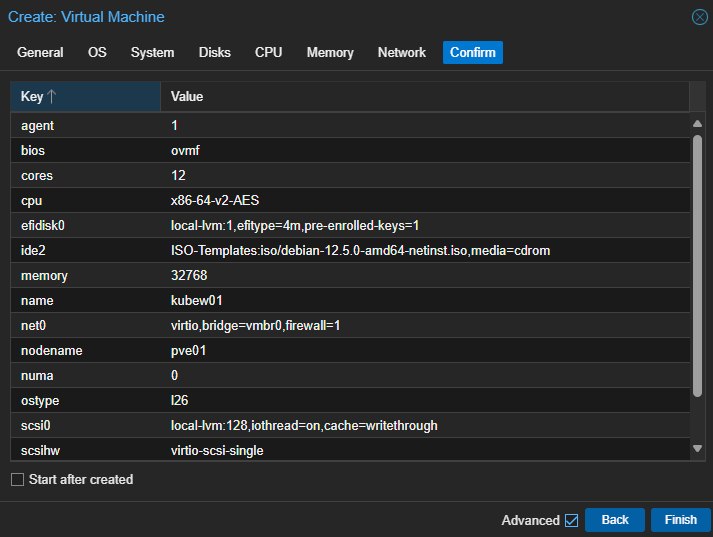 Create: Virtual Machine
General OS System Disks CPU Memory Network Confirm
Key Value
agent 1
bios ovmf
cores 12
cpu x86-64-v2-AES
efidisk0 local-lvm:1,efitype=4m,pre-enrolled-keys=1
ide2 ISO-Templates:iso/debian-12.5.0-amd64-netinst.iso,media=cdrom
memory 32768
name kubew01
net0 virtio,bridge=vmbr0,firewall=1
nodename pve01
numa 0
ostype l26
scsi0 local-lvm:128,iothread=on,cache=writethrough
scsihw virtio-scsi-single
Start after created
Advanced Back Finish